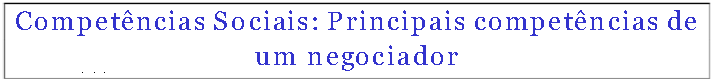 Competências Sociais: Principais competências de
um negociador